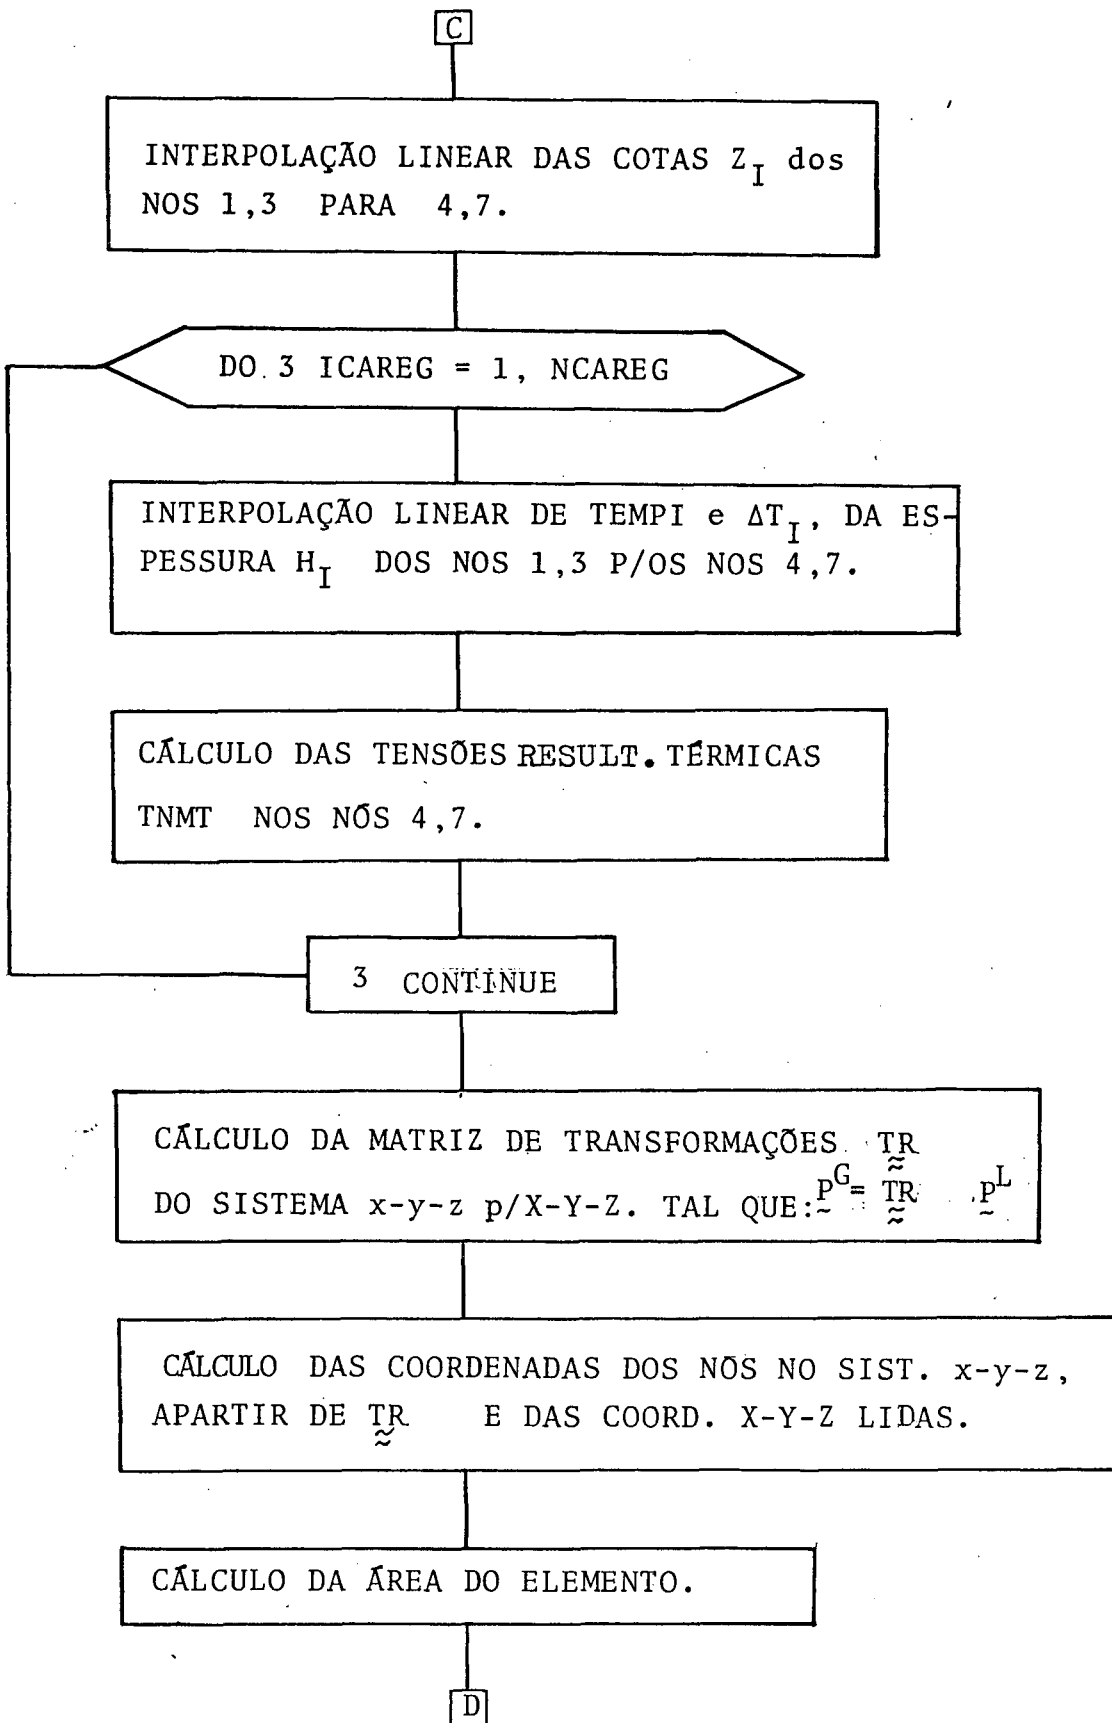 C
INTERPOLAÇÃO LINEAR DAS COTAS Z_I dos
NOS 1,3 PARA 4,7.
DO 3 ICAREG = 1, NCAREG
INTERPOLAÇÃO LINEAR DE TEMPI e ΔT_I, DA ES-
PESSURA H_I DOS NOS 1,3 P/OS NOS 4,7.
CÁLCULO DAS TENSÕES RESULT. TÉRMICAS
TNMT NOS NÓS 4,7.
3 CONTINUE
CÁLCULO DA MATRIZ DE TRANSFORMAÇÕES TR
DO SISTEMA x-y-z p/X-Y-Z. TAL QUE: P^G = TR P^L
CÁLCULO DAS COORDENADAS DOS NÓS NO SIST. x-y-z,
APARTIR DE TR E DAS COORD. X-Y-Z LIDAS.
CÁLCULO DA ÁREA DO ELEMENTO.
D